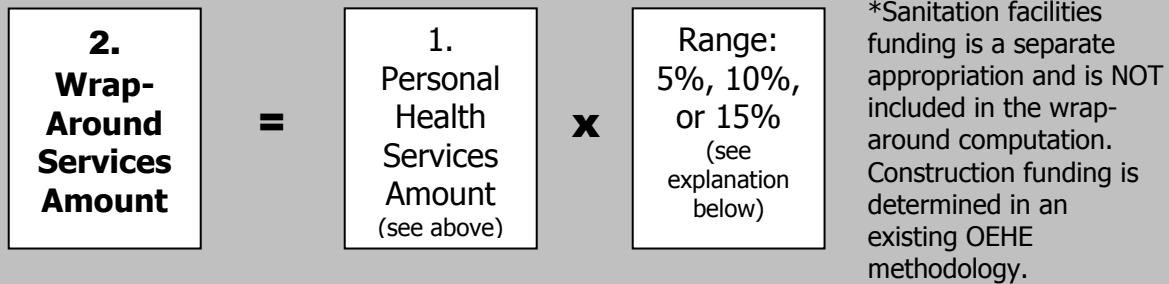 2.
Wrap-
Around
Services
Amount
=
1.
Personal
Health
Services
Amount
(see above)
x
Range:
5%, 10%,
or 15%
(see
explanation
below)
*Sanitation facilities
funding is a separate
appropriation and is NOT
included in the wrap-
around computation.
Construction funding is
determined in an
existing OEHE
methodology.